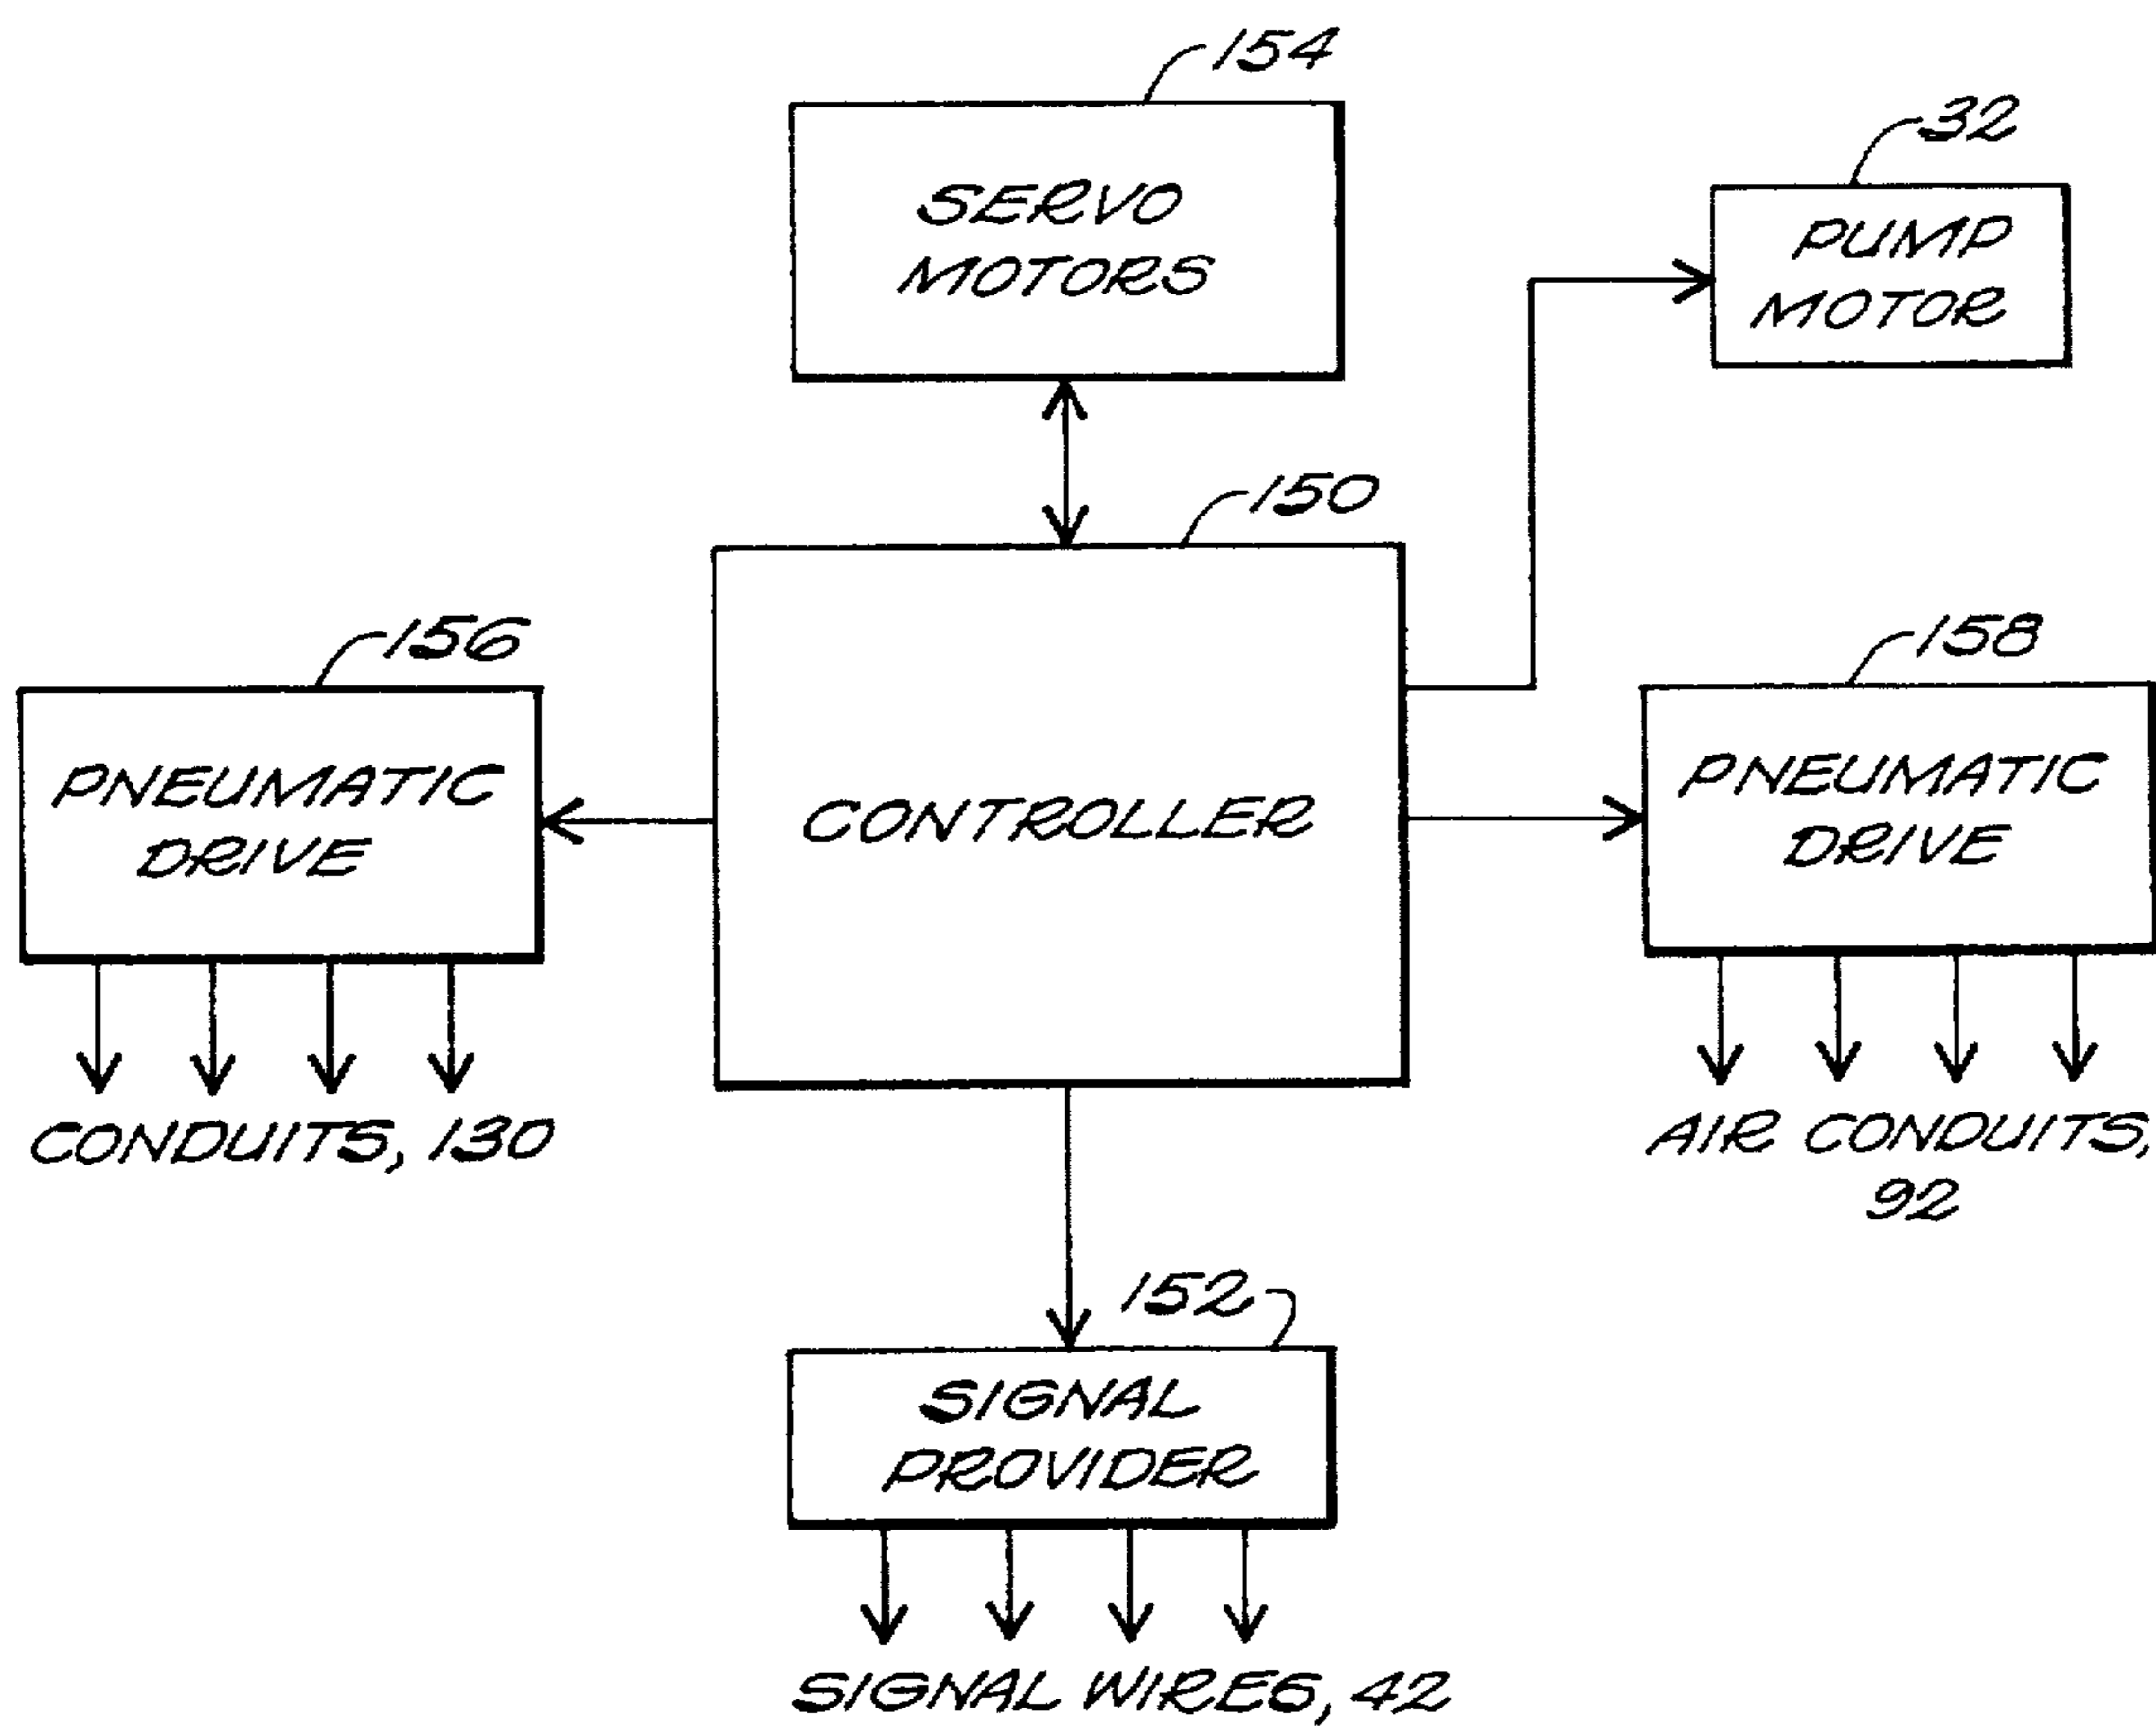 154
SERVO
MOTORS
32
PUMP
MOTOR
150
CONTROLLER
156
PNEUMATIC
DRIVE
158
PNEUMATIC
DRIVE
CONDUITS, 130
AIR CONDUITS,
92
152
SIGNAL
PROVIDER
SIGNAL WIRES, 42